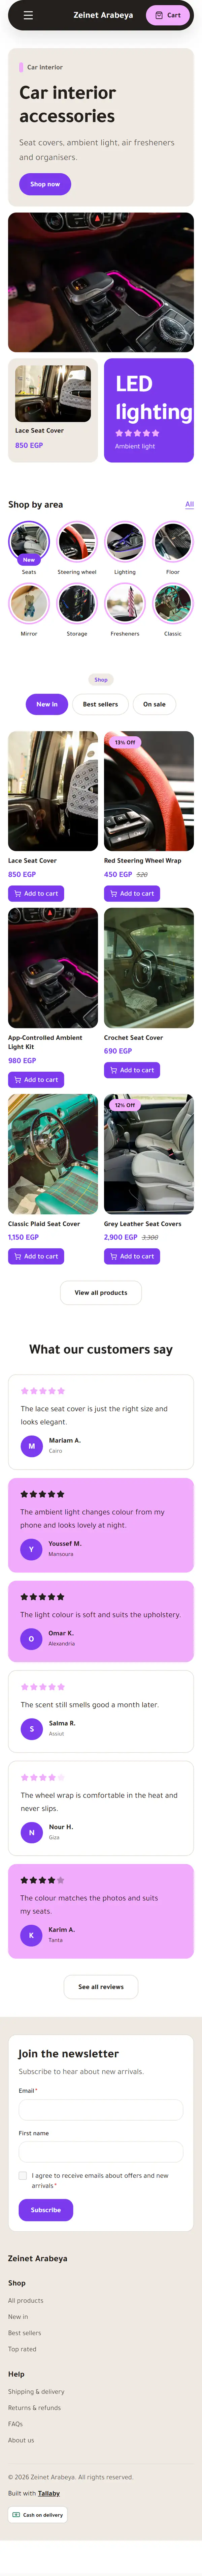 Zeinet Arabeya
Cart
Car interior
Car interior
accessories
Seat covers, ambient light, air fresheners
and organisers.
Shop now
Lace Seat Cover
850 EGP
LED
lighting
Ambient light
Shop by area
All
New
Seats
Steering wheel
Lighting
Floor
Mirror
Storage
Fresheners
Classic
Shop
New in
Best sellers
On sale
Lace Seat Cover
850 EGP
Add to cart
13% Off
Red Steering Wheel Wrap
450 EGP 520
Add to cart
App-Controlled Ambient
Light Kit
980 EGP
Add to cart
Crochet Seat Cover
690 EGP
Add to cart
Classic Plaid Seat Cover
1,150 EGP
Add to cart
12% Off
Grey Leather Seat Covers
2,900 EGP 3,300
Add to cart
View all products
What our customers say
The lace seat cover is just the right size and
looks elegant.
M
Mariam A.
Cairo
The ambient light changes colour from my
phone and looks lovely at night.
Y
Youssef M.
Mansoura
The light colour is soft and suits the upholstery.
O
Omar K.
Alexandria
The scent still smells good a month later.
S
Salma R.
Assiut
The wheel wrap is comfortable in the heat and
never slips.
N
Nour H.
Giza
The colour matches the photos and suits
my seats.
K
Karim A.
Tanta
See all reviews
Join the newsletter
Subscribe to hear about new arrivals.
Email*
First name
I agree to receive emails about offers and new
arrivals*
Subscribe
Zeinet Arabeya
Shop
All products
New in
Best sellers
Top rated
Help
Shipping & delivery
Returns & refunds
FAQs
About us
© 2026 Zeinet Arabeya. All rights reserved.
Built with Tallaby
Cash on delivery